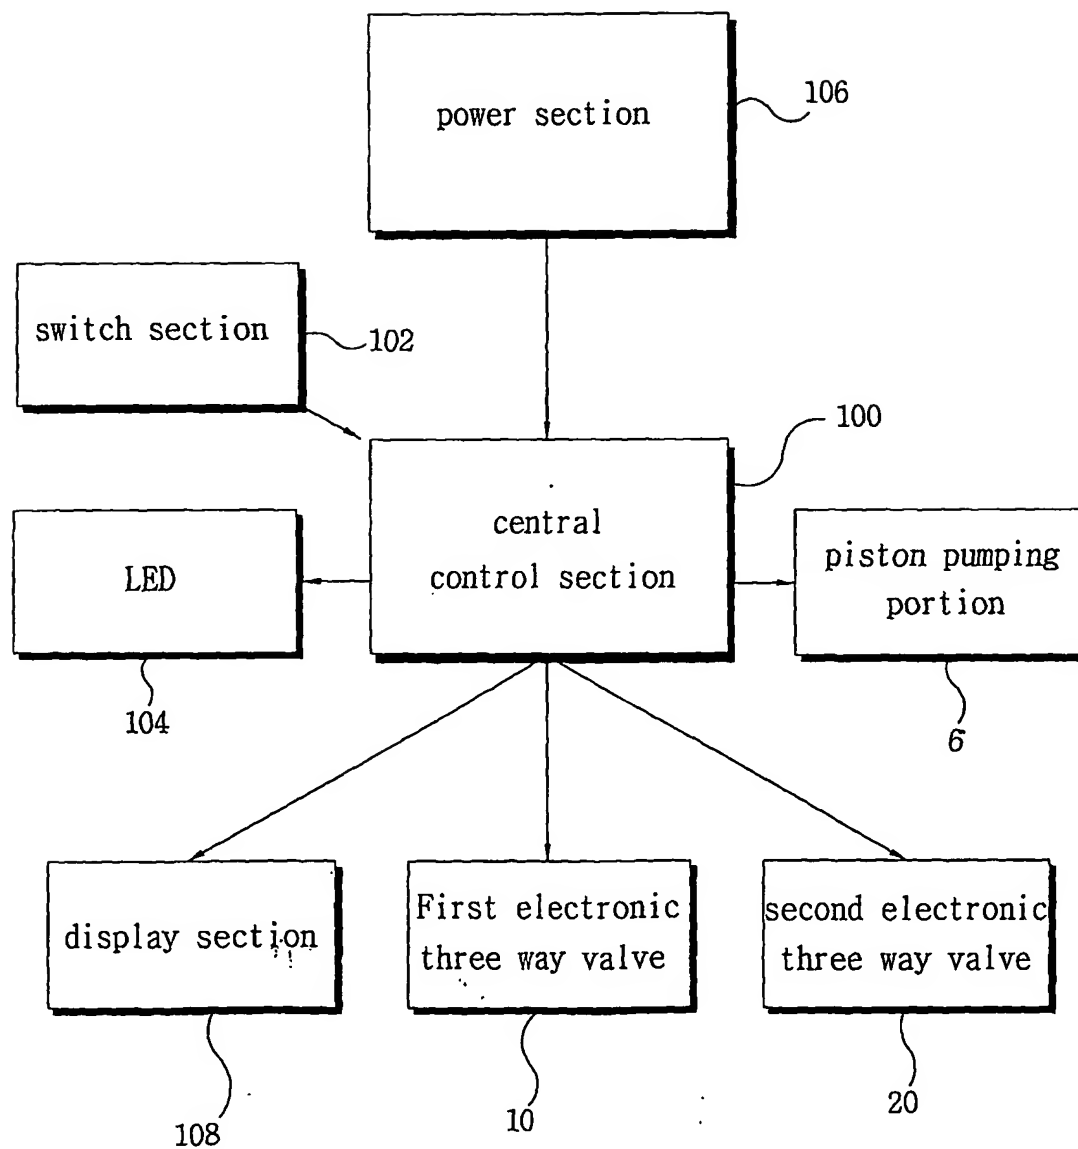 power section
106
switch section
102
100
central
control section
LED
piston pumping
portion
104
6
display section
First electronic
three way valve
second electronic
three way valve
108
10
20